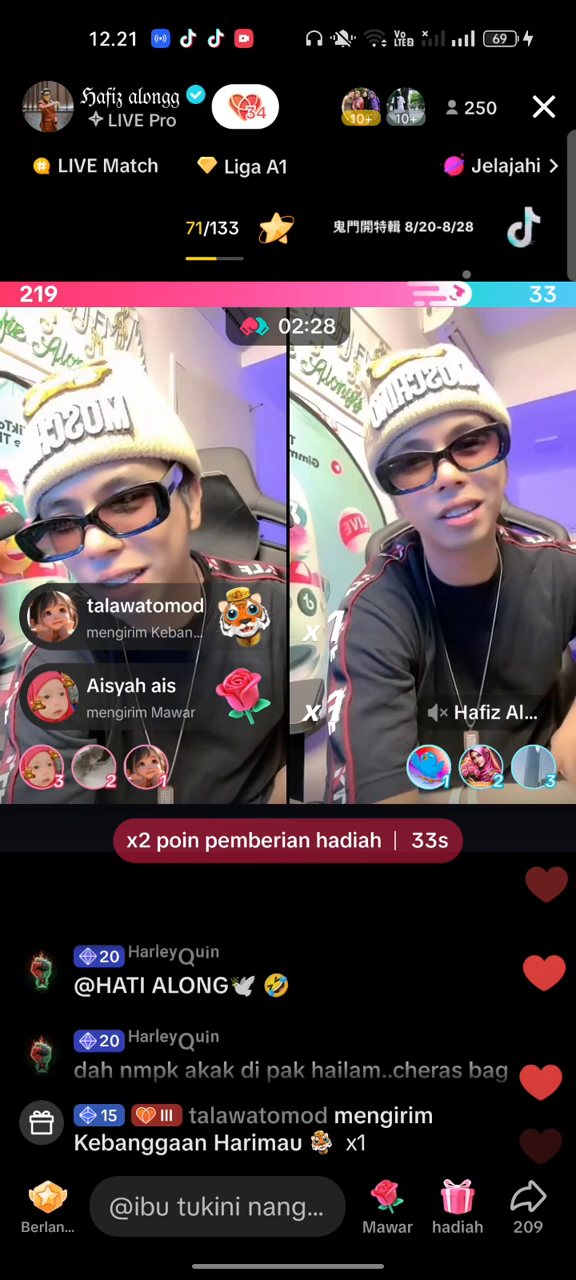 12.21
Vo
LTE2
69
Hafiz alongg
LIVE Pro
34
10+
10+
250
LIVE Match
Liga A1
Jelajahi
71/133
鬼門開特輯 8/20-8/28
219
33
02:28
MOSCHINO
talawatomod
mengirim Keban...
Aisyah ais
mengirim Mawar
x
x
Hafiz Al...
3
2
1
1
2
3
x2 poin pemberian hadiah | 33s
20 HarleyQuin
@HATI ALONG🕊️ 🤣
20 HarleyQuin
dah nmpk akak di pak hailam..cheras bag
15 III talawatomod mengirim
Kebanggaan Harimau x1
Berlan...
@ibu tukini nang...
Mawar
hadiah
209